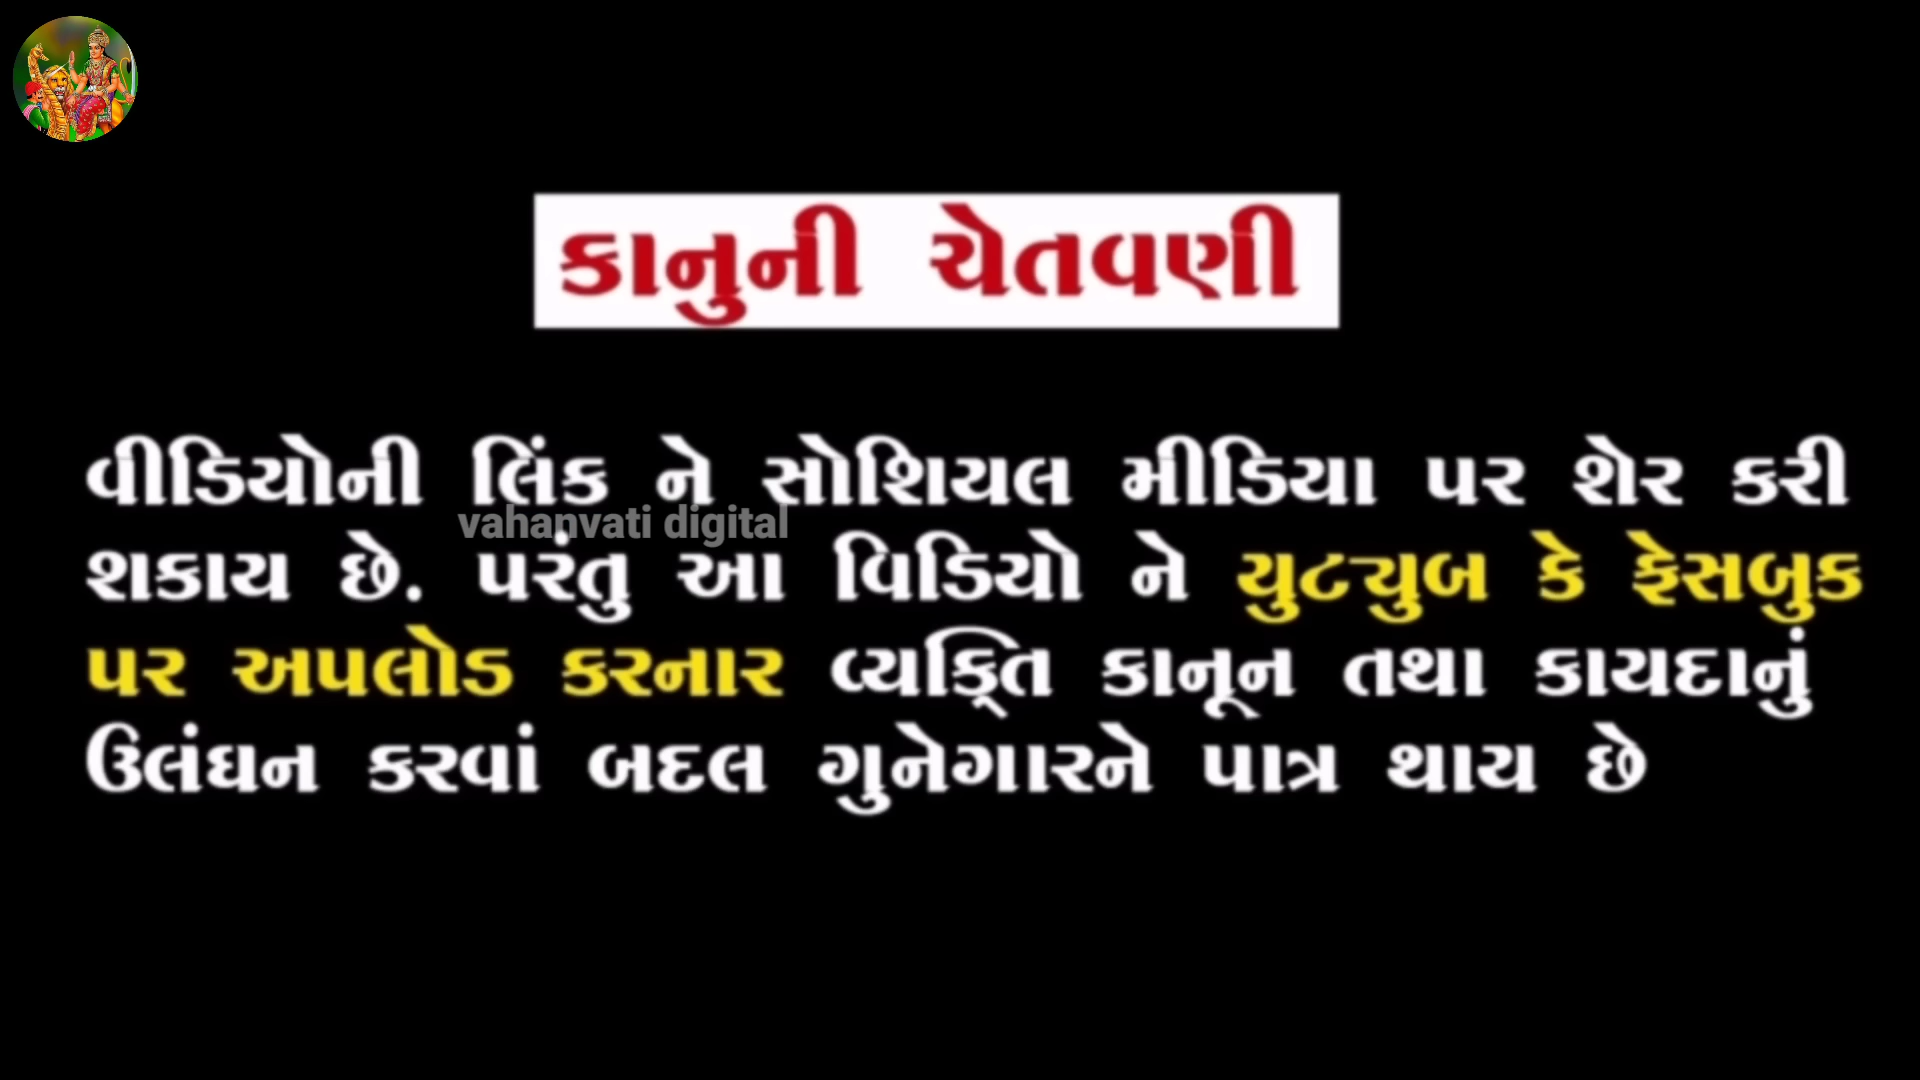 કાનુની ચેતવણી
વીડિયોની લિંક ને સોશિયલ મીડિયા પર શેર કરી
vahanvati digital
શકાય છે. પરંતુ આ વિડિયો ને યુટ્યુબ કે ફેસબુક
પર અપલોડ કરનાર વ્યક્તિ કાનૂન તથા કાયદાનું
ઉલંઘન કરવાં બદલ ગુનેગારને પાત્ર થાય છે